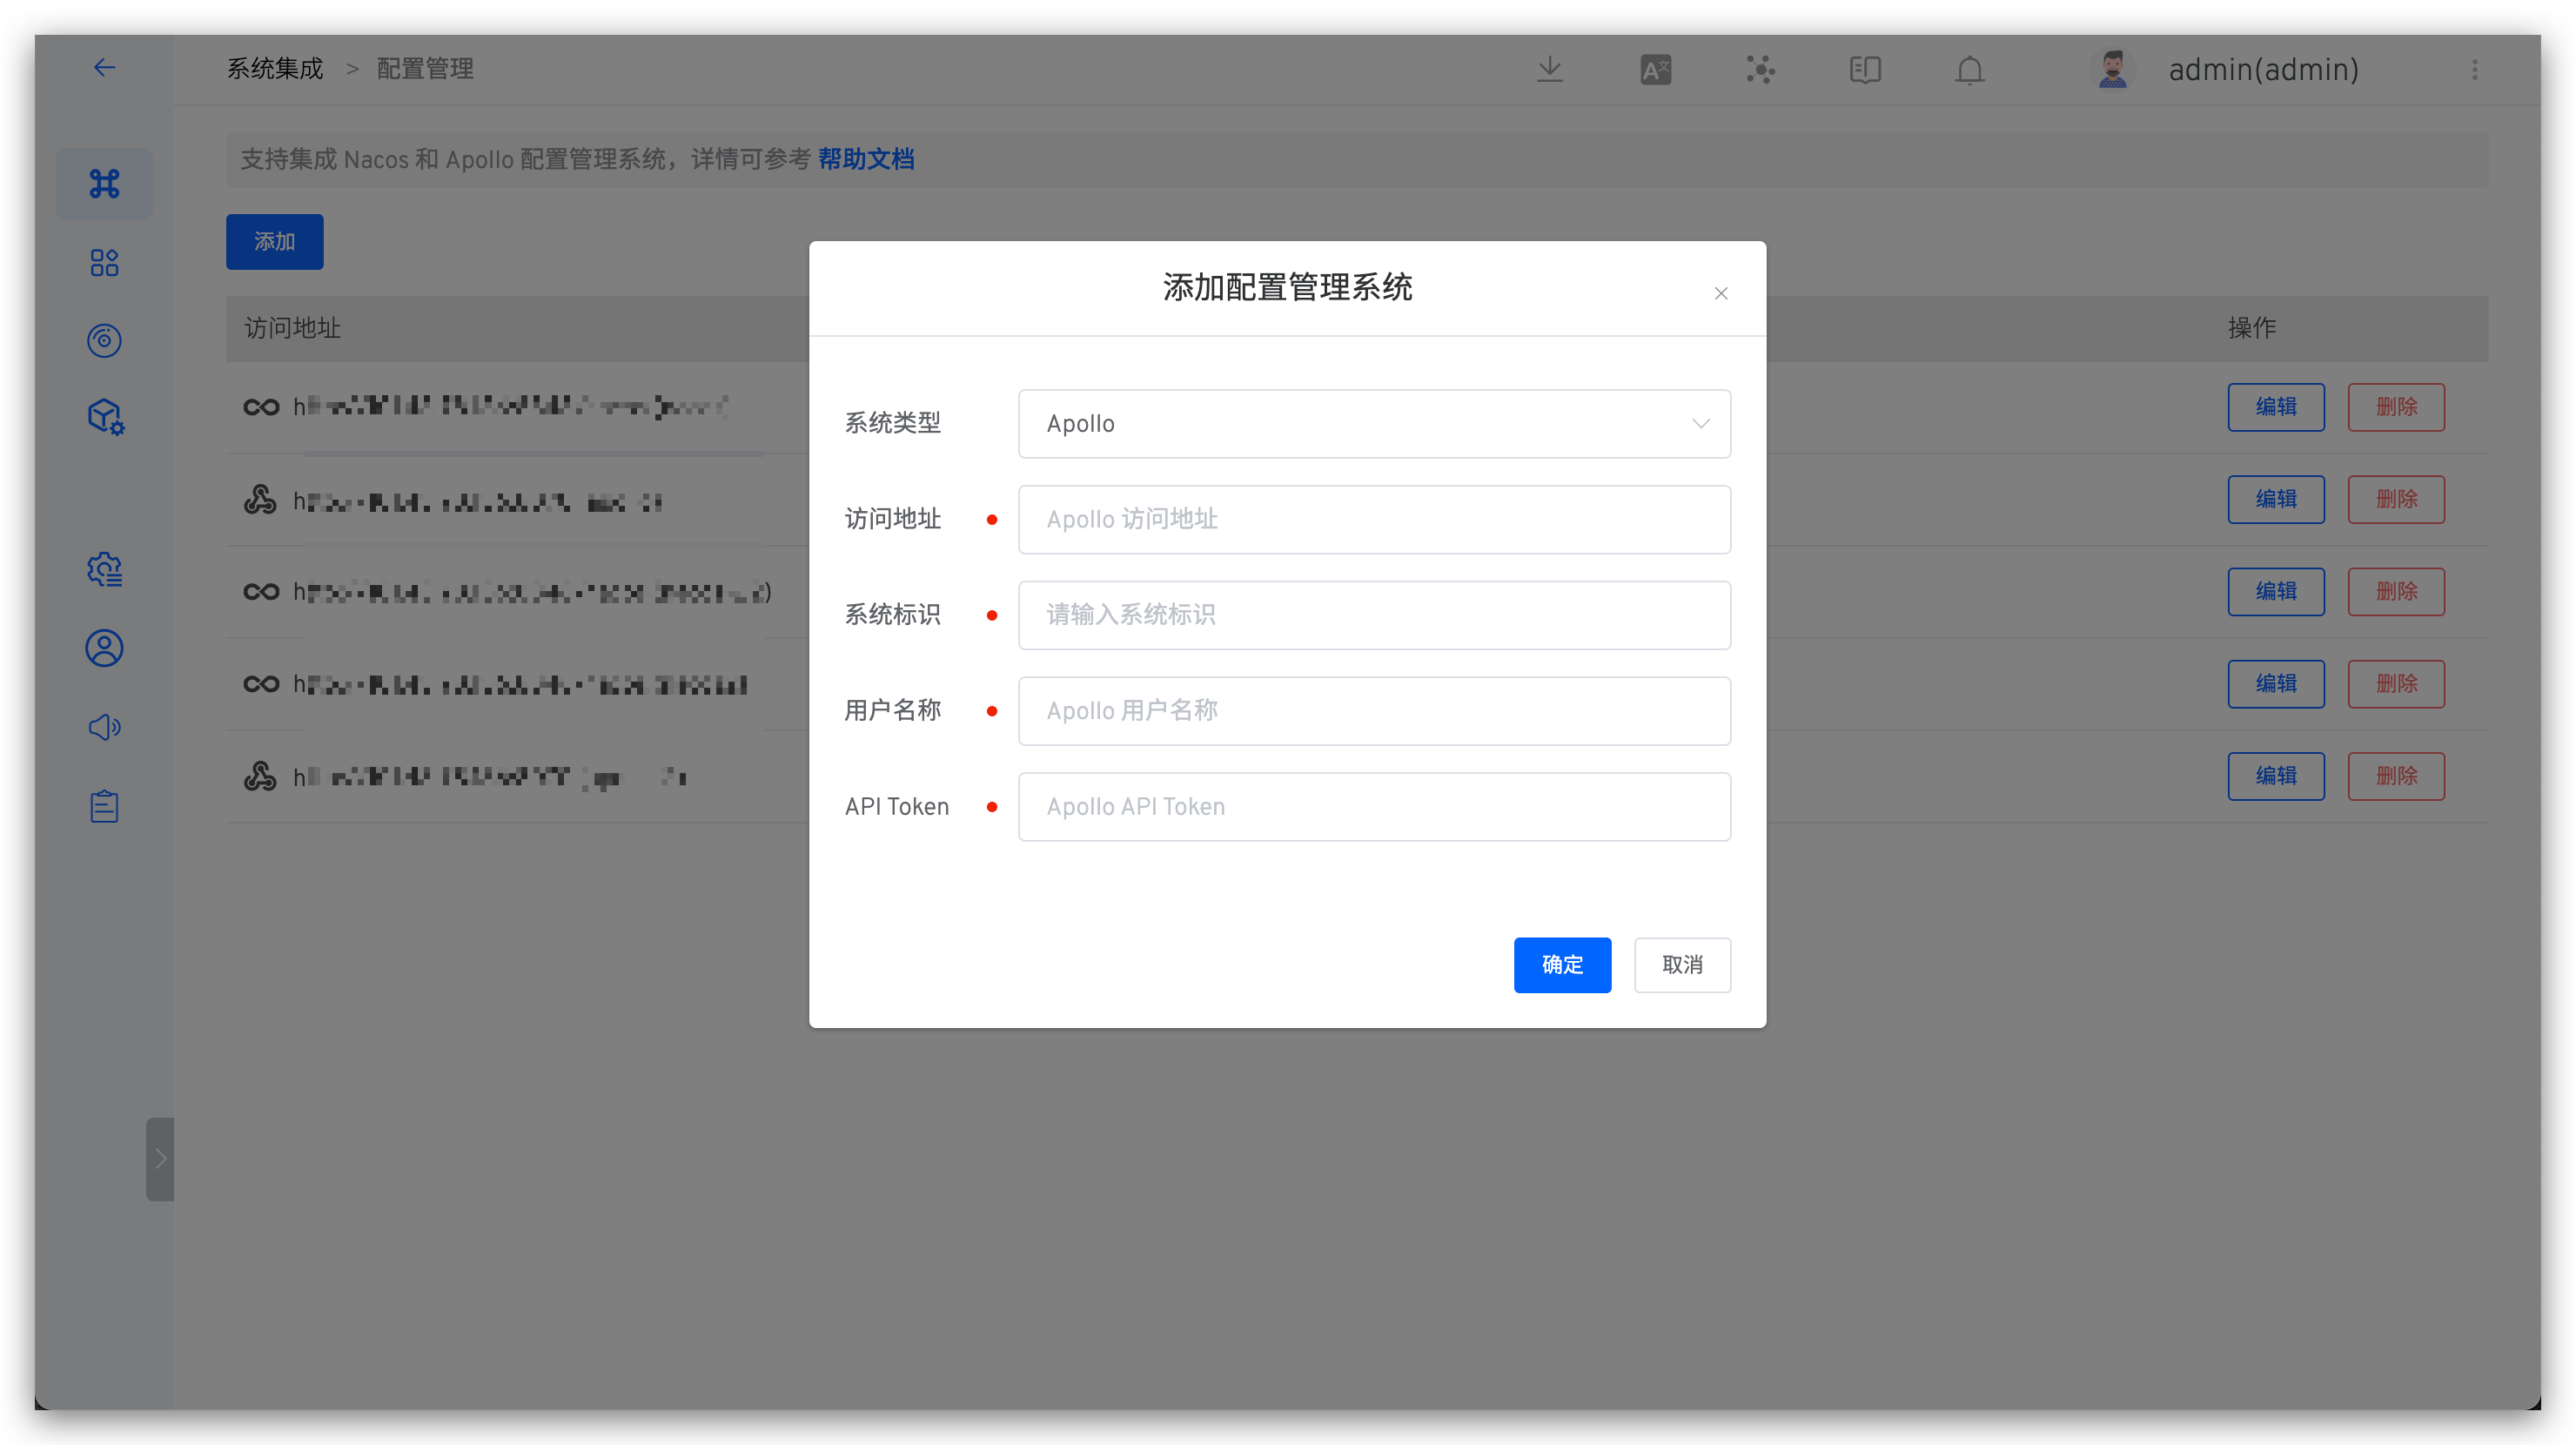 系统集成 > 配置管理
admin(admin)
支持集成 Nacos 和 Apollo 配置管理系统，详情可参考 帮助文档
添加
访问地址
操作
编辑 删除
编辑 删除
编辑 删除
编辑 删除
编辑 删除
添加配置管理系统
系统类型
Apollo
访问地址
Apollo 访问地址
系统标识
请输入系统标识
用户名称
Apollo 用户名称
API Token
Apollo API Token
确定
取消